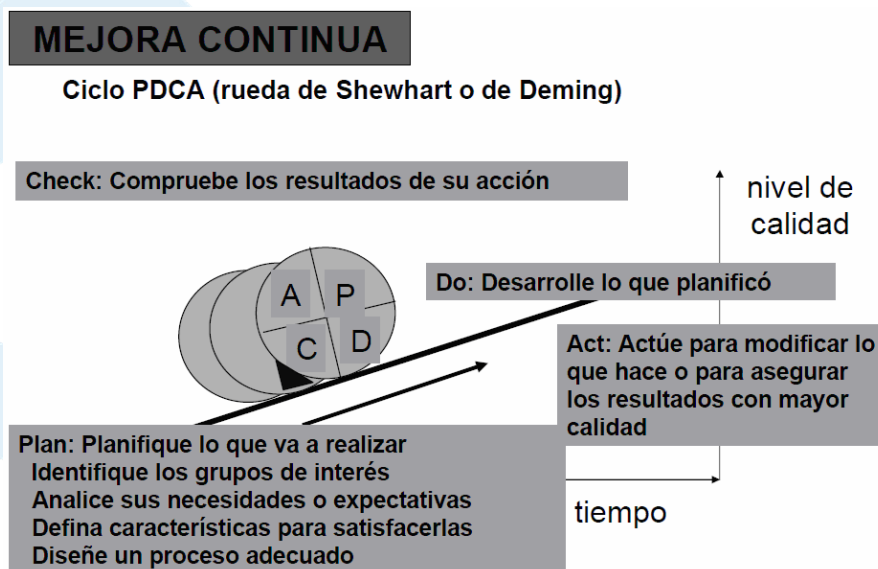 MEJORA CONTINUA
Ciclo PDCA (rueda de Shewhart o de Deming)
Check: Compruebe los resultados de su acción
nivel de
calidad
A P
C D
Do: Desarrolle lo que planificó
Act: Actúe para modificar lo
que hace o para asegurar
los resultados con mayor
calidad
Plan: Planifique lo que va a realizar
Identifique los grupos de interés
Analice sus necesidades o expectativas
Defina características para satisfacerlas
Diseñe un proceso adecuado
tiempo